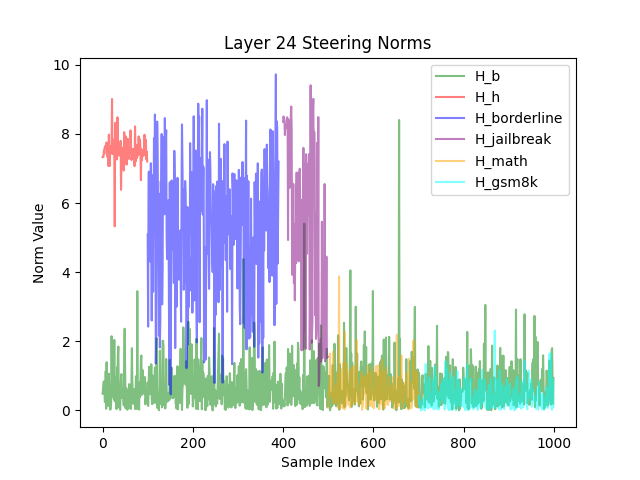 Layer 24 Steering Norms
10
8
6
4
2
0
Norm Value
0
200
400
600
800
1000
Sample Index
H_b
H_h
H_borderline
H_jailbreak
H_math
H_gsm8k